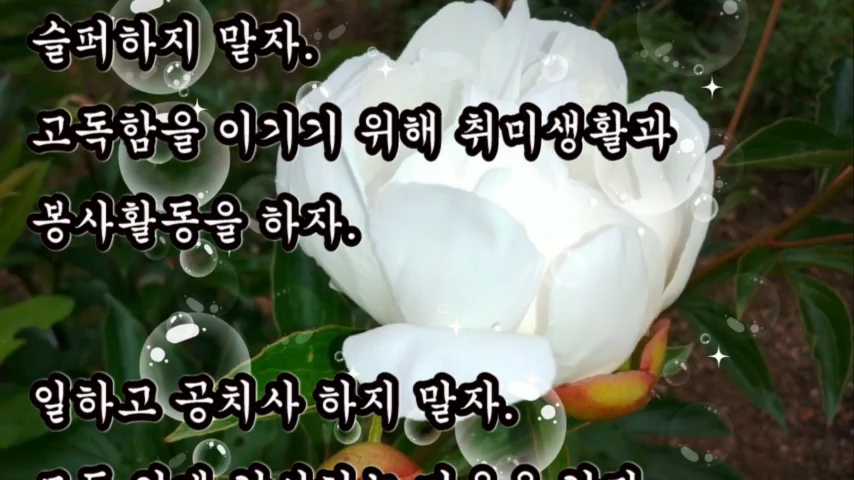 슬퍼하지 말자.
고독함을 이기기 위해 취미생활과
봉사활동을 하자.
일하고 공치사 하지 말자.